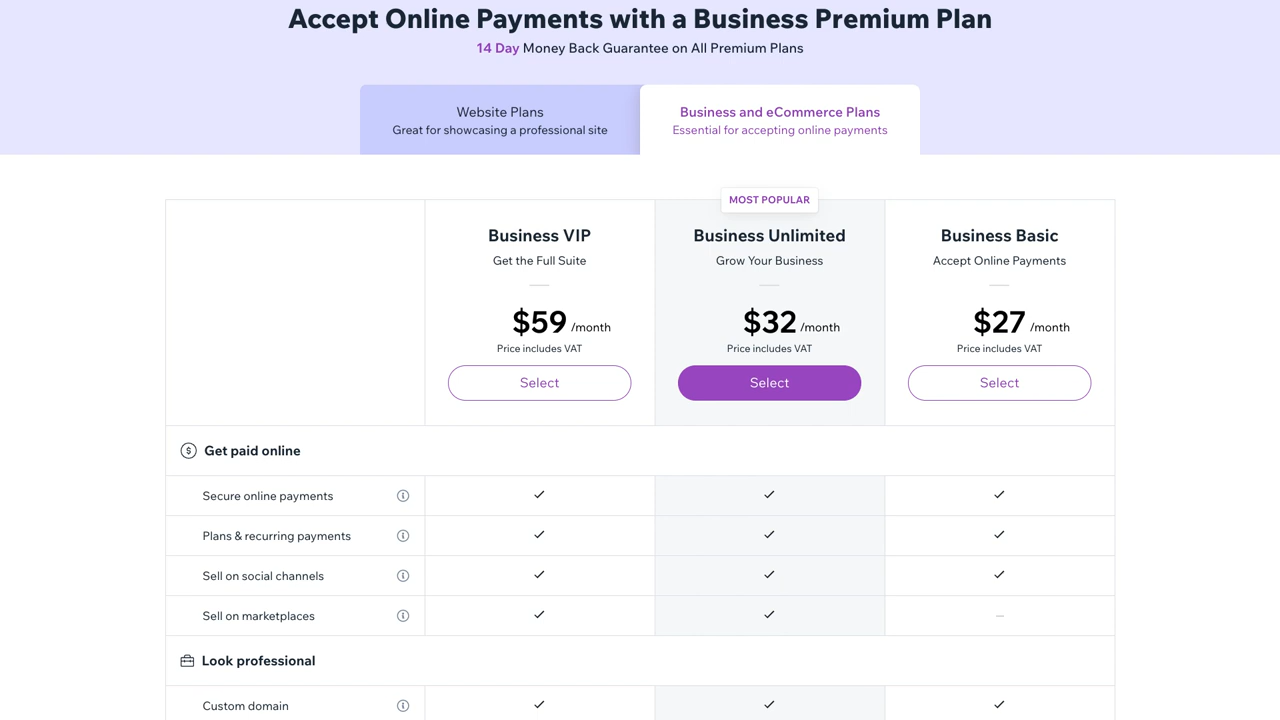 Accept Online Payments with a Business Premium Plan
14 Day Money Back Guarantee on All Premium Plans
Website Plans
Great for showcasing a professional site
Business and eCommerce Plans
Essential for accepting online payments
MOST POPULAR
Business VIP
Get the Full Suite
$59 /month
Price includes VAT
Select
Business Unlimited
Grow Your Business
$32 /month
Price includes VAT
Select
Business Basic
Accept Online Payments
$27 /month
Price includes VAT
Select
Get paid online
Secure online payments
Plans & recurring payments
Sell on social channels
Sell on marketplaces
Look professional
Custom domain